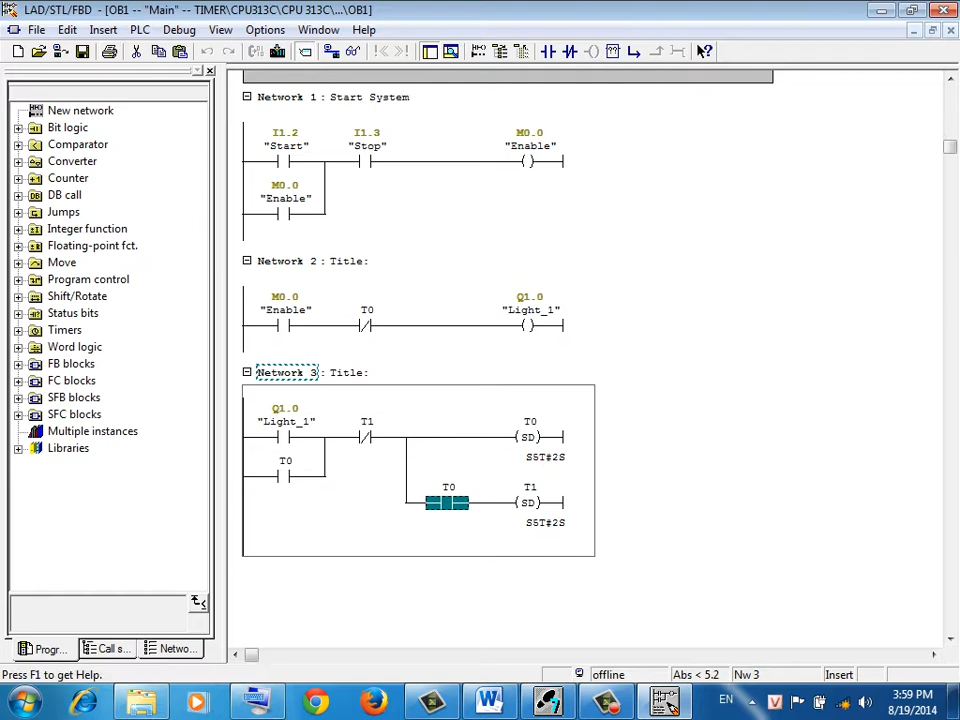 LAD/STL/FBD - [OB1 -- "Main" -- TIMER\CPU313C\CPU 313C\...\OB1]
File Edit Insert PLC Debug View Options Window Help
New network
Bit logic
Comparator
Converter
Counter
DB call
Jumps
Integer function
Floating-point fct.
Move
Program control
Shift/Rotate
Status bits
Timers
Word logic
FB blocks
FC blocks
SFB blocks
SFC blocks
Multiple instances
Libraries
Progr... Call s... Netwo...
Network 1 : Start System
I1.2 I1.3 M0.0
"Start" "Stop" "Enable"
M0.0
"Enable"
Network 2 : Title:
M0.0 Q1.0
"Enable" T0 "Light_1"
Network 3 : Title:
Q1.0
"Light_1" T1 T0
SD
T0 S5T#2S
T0 T1
SD
S5T#2S
Press F1 to get Help. offline Abs < 5.2 Nw 3 Insert
EN 3:59 PM
8/19/2014